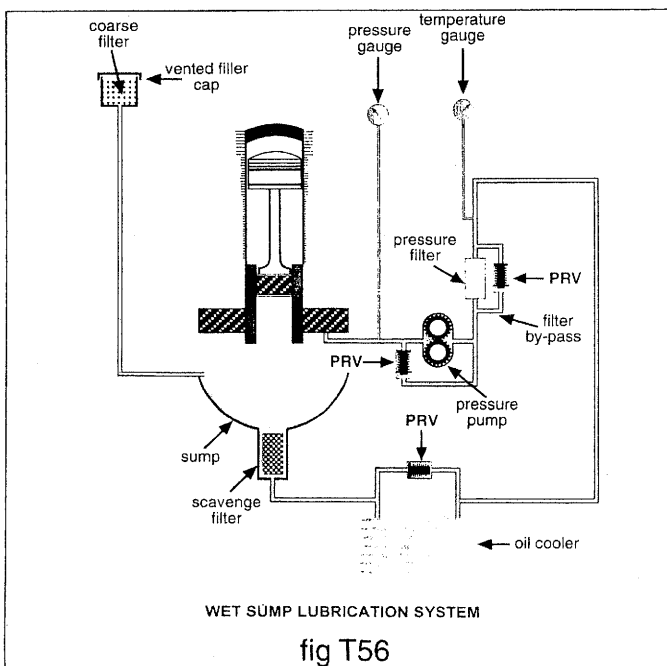 coarse
filter
vented filler
cap
pressure
gauge
temperature
gauge
pressure
filter
PRV
filter
by-pass
PRV
pressure
pump
PRV
sump
scavenge
filter
oil cooler
WET SUMP LUBRICATION SYSTEM
fig T56